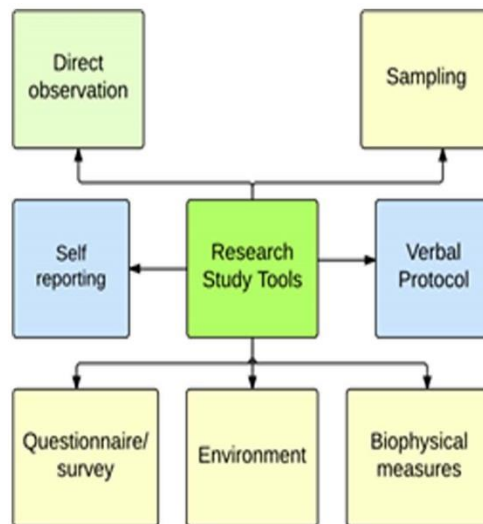 Direct
observation
Sampling
Self
reporting
Research
Study Tools
Verbal
Protocol
Questionnaire/
survey
Environment
Biophysical
measures